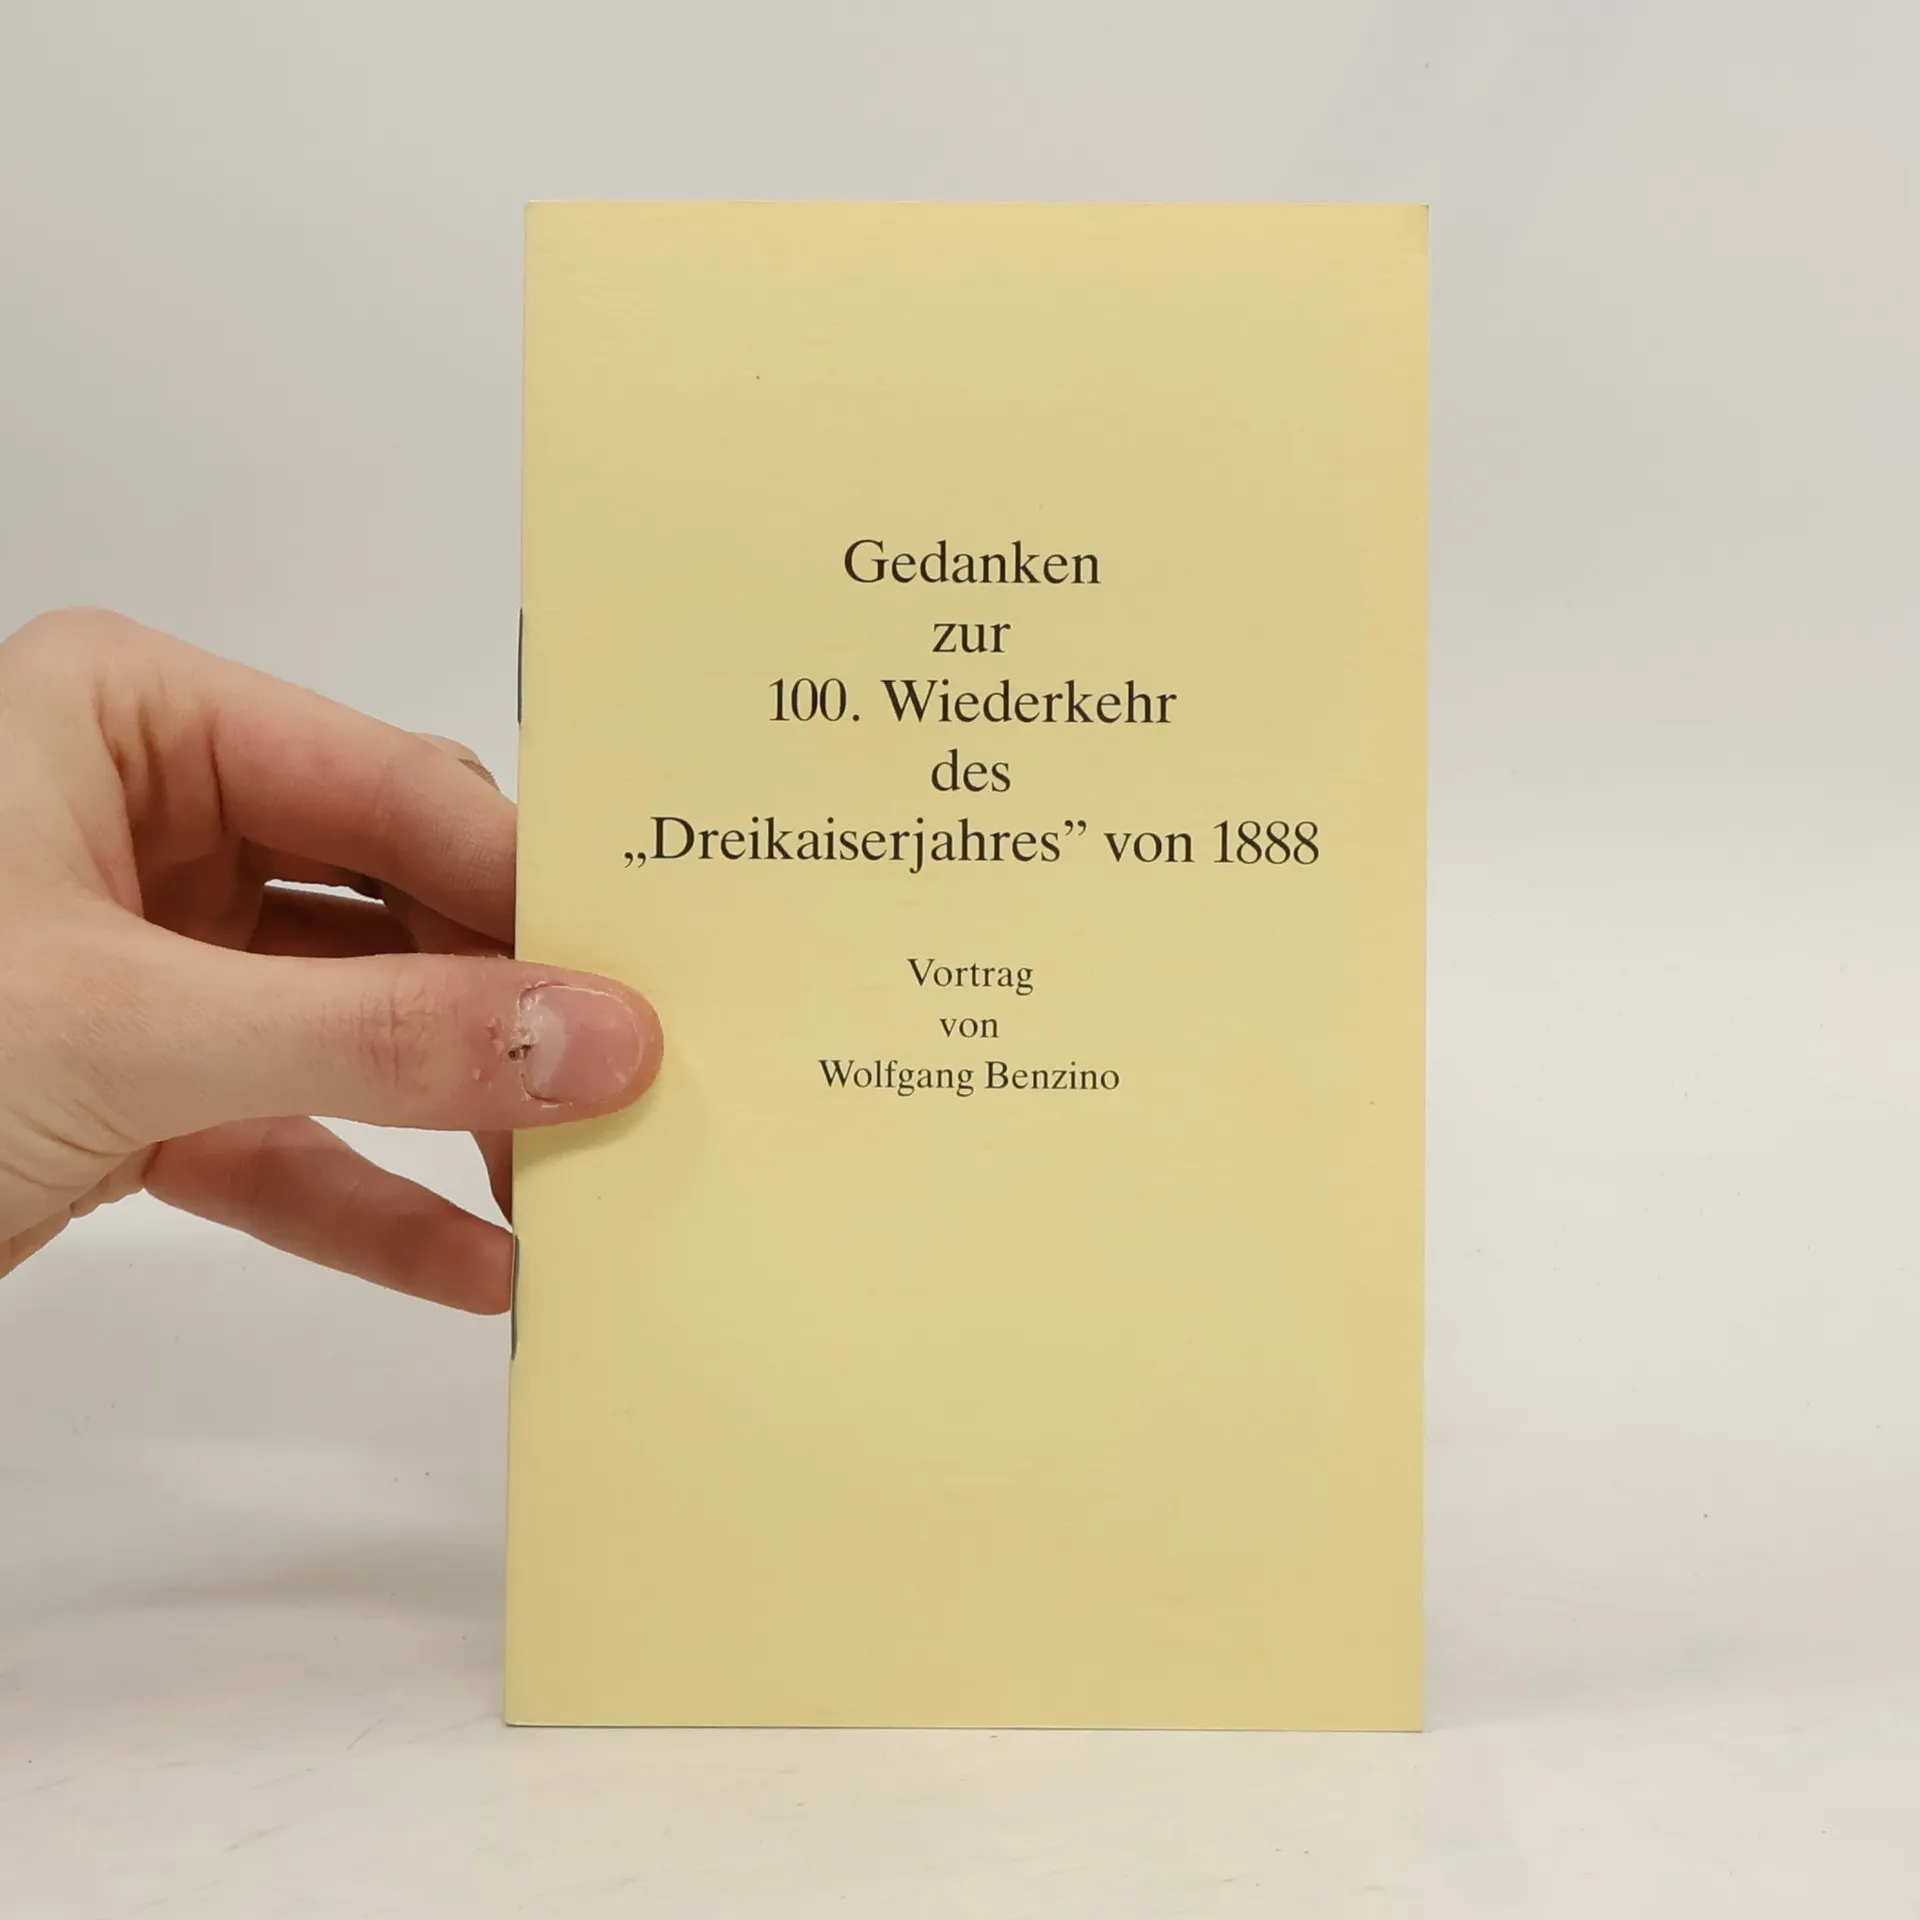 Gedanken
zur
100. Wiederkehr
des
„Dreikaiserjahres” von 1888
Vortrag
von
Wolfgang Benzino